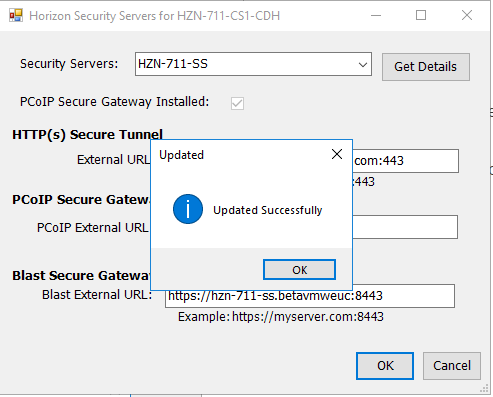 Horizon Security Servers for HZN-711-CS1-CDH
Security Servers: HZN-711-SS Get Details
PCoIP Secure Gateway Installed:
HTTP(s) Secure Tunnel
External URL .com:443
:443
PCoIP Secure Gatewa
PCoIP External URL
Updated
Updated Successfully
OK
Blast Secure Gateway
Blast External URL: https://hzn-711-ss.betavmweuc:8443
Example: https://myserver.com:8443
OK Cancel